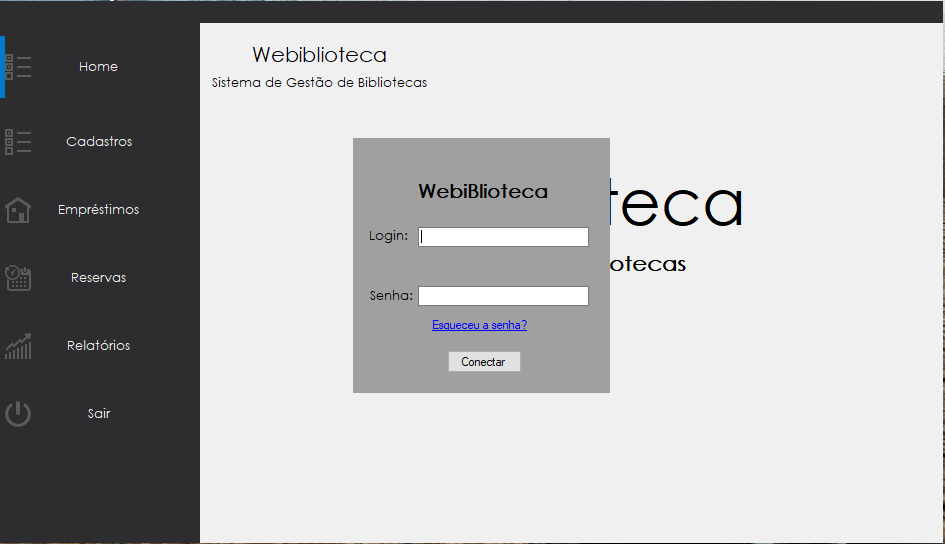 Home
Cadastros
Empréstimos
Reservas
Relatórios
Sair
Webiblioteca
Sistema de Gestão de Bibliotecas
WebiBlioteca
Login:
Senha:
Esqueceu a senha?
Conectar
teca
otecas